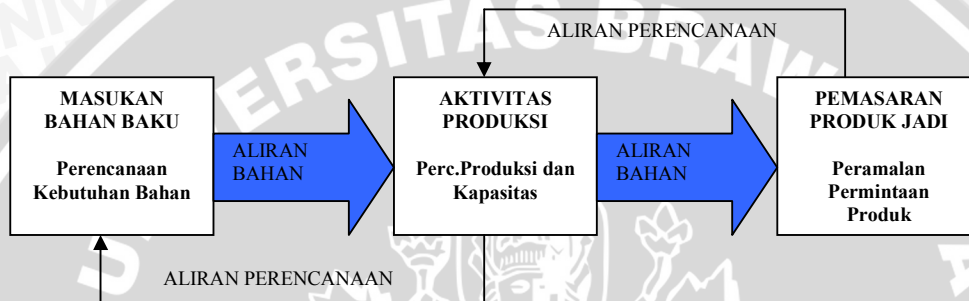 ALIRAN PERENCANAAN
MASUKAN
BAHAN BAKU
Perencanaan
Kebutuhan Bahan
ALIRAN
BAHAN
AKTIVITAS
PRODUKSI
Perc.Produksi dan
Kapasitas
ALIRAN
BAHAN
PEMASARAN
PRODUK JADI
Peramalan
Permintaan
Produk
ALIRAN PERENCANAAN